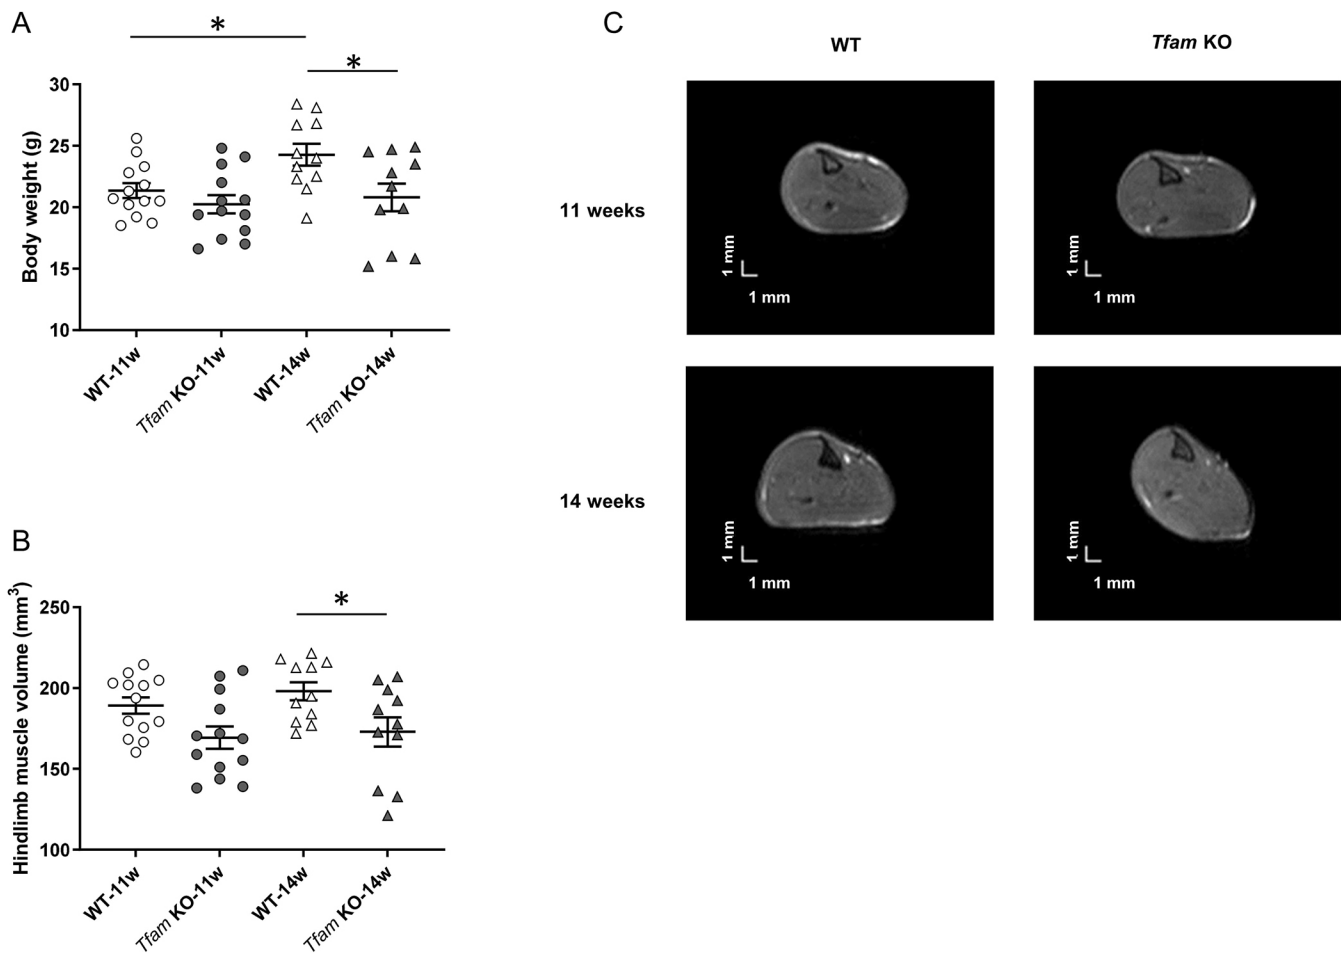 A
*
*
30
25
20
15
10
Body weight (g)
WT-11w
Tfam KO-11w
WT-14w
Tfam KO-14w
B
*
250
200
150
100
Hindlimb muscle volume (mm³)
WT-11w
Tfam KO-11w
WT-14w
Tfam KO-14w
C
WT
Tfam KO
11 weeks
1 mm
1 mm
1 mm
1 mm
14 weeks
1 mm
1 mm
1 mm
1 mm